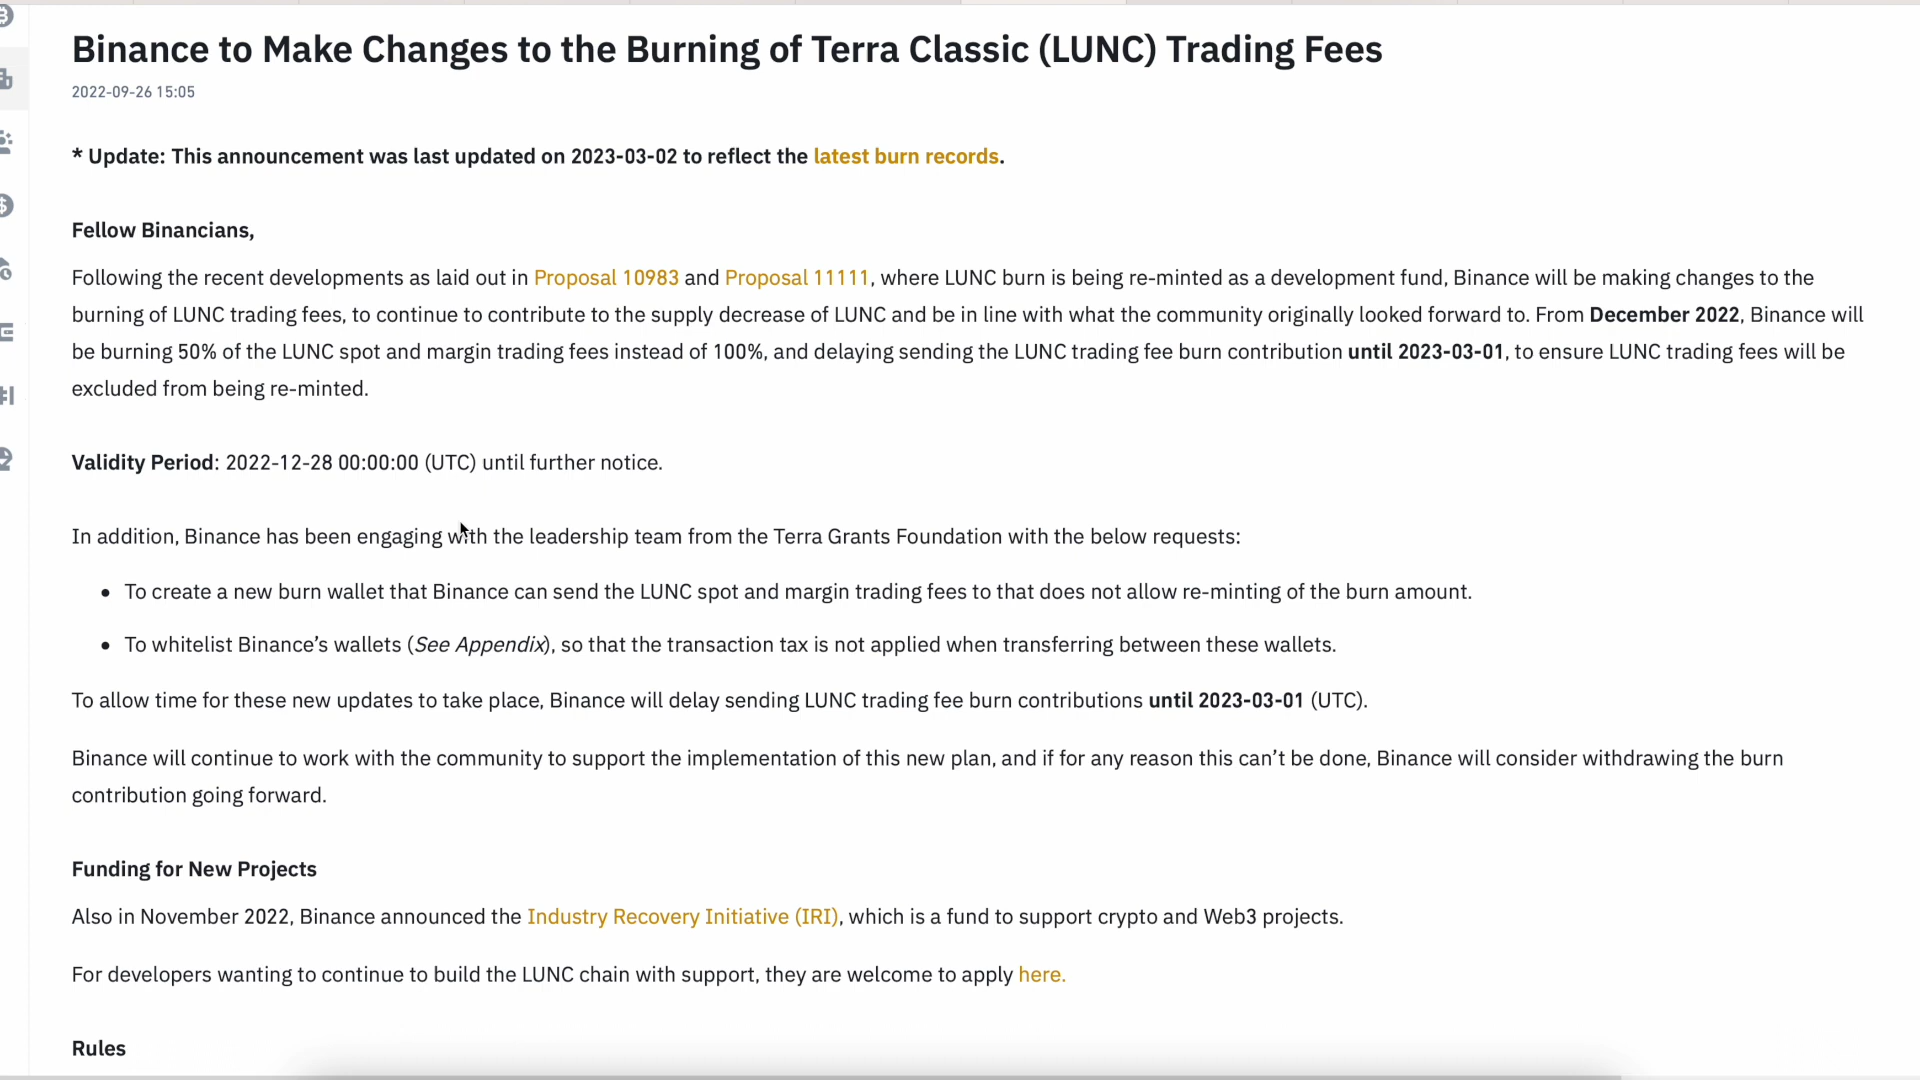 Binance to Make Changes to the Burning of Terra Classic (LUNC) Trading Fees
2022-09-26 15:05
* Update: This announcement was last updated on 2023-03-02 to reflect the latest burn records.
Fellow Binancians,
Following the recent developments as laid out in Proposal 10983 and Proposal 11111, where LUNC burn is being re-minted as a development fund, Binance will be making changes to the
burning of LUNC trading fees, to continue to contribute to the supply decrease of LUNC and be in line with what the community originally looked forward to. From December 2022, Binance will
be burning 50% of the LUNC spot and margin trading fees instead of 100%, and delaying sending the LUNC trading fee burn contribution until 2023-03-01, to ensure LUNC trading fees will be
excluded from being re-minted.
Validity Period: 2022-12-28 00:00:00 (UTC) until further notice.
In addition, Binance has been engaging with the leadership team from the Terra Grants Foundation with the below requests:
• To create a new burn wallet that Binance can send the LUNC spot and margin trading fees to that does not allow re-minting of the burn amount.
• To whitelist Binance’s wallets (See Appendix), so that the transaction tax is not applied when transferring between these wallets.
To allow time for these new updates to take place, Binance will delay sending LUNC trading fee burn contributions until 2023-03-01 (UTC).
Binance will continue to work with the community to support the implementation of this new plan, and if for any reason this can’t be done, Binance will consider withdrawing the burn
contribution going forward.
Funding for New Projects
Also in November 2022, Binance announced the Industry Recovery Initiative (IRI), which is a fund to support crypto and Web3 projects.
For developers wanting to continue to build the LUNC chain with support, they are welcome to apply here.
Rules